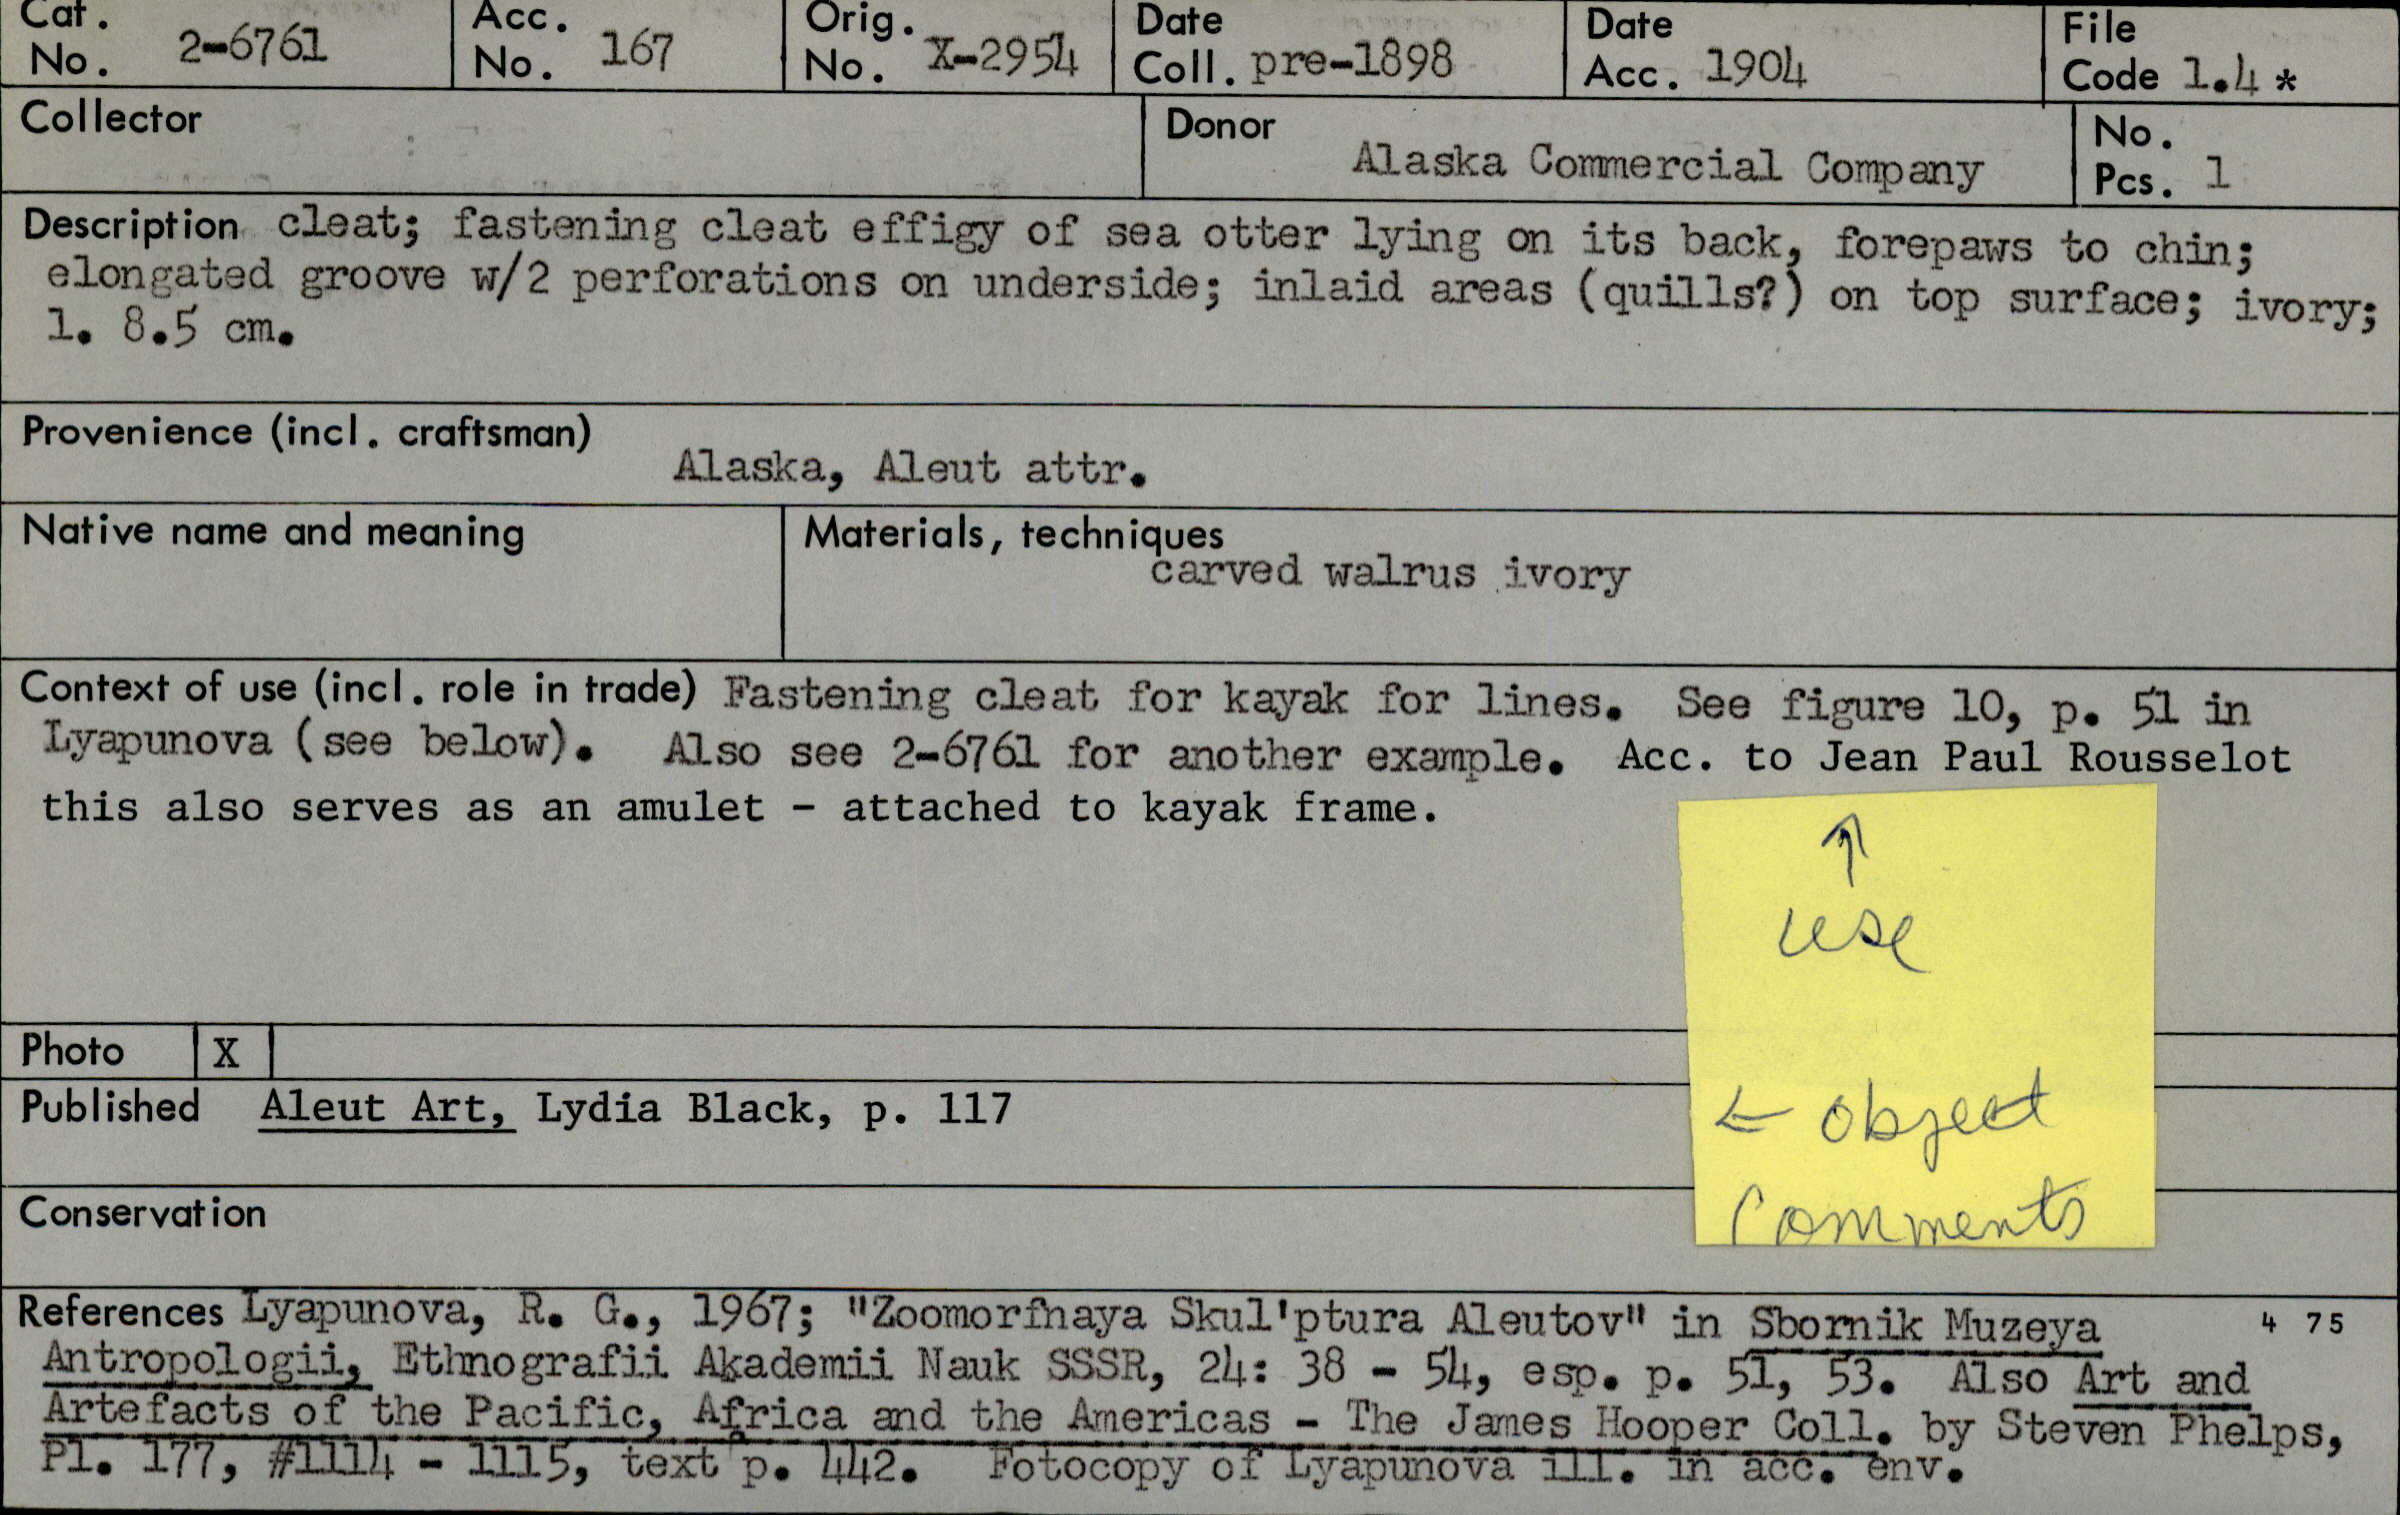 Cat. No. 2-6761 Acc. No. 167 Orig. No. X-2954 Date Coll. pre-1898 Date Acc. 1904 File Code 1.4 *
Collector Donor Alaska Commercial Company No. Pcs. 1
Description cleat; fastening cleat effigy of sea otter lying on its back, forepaws to chin;
elongated groove w/2 perforations on underside; inlaid areas (quills?) on top surface; ivory;
l. 8.5 cm.
Provenience (incl. craftsman)
Alaska, Aleut attr.
Native name and meaning Materials, techniques
carved walrus ivory
Context of use (incl. role in trade) Fastening cleat for kayak for lines. See figure 10, p. 51 in
Lyapunova (see below). Also see 2-6761 for another example. Acc. to Jean Paul Rousselot
this also serves as an amulet - attached to kayak frame.
↑
use
← object
comments
Photo X
Published Aleut Art, Lydia Black, p. 117
Conservation
References Lyapunova, R. G., 1967; "Zoomorfnaya Skul'ptura Aleutov" in Sbornik Muzeya 4 75
Antropologii, Ethnografii Akademii Nauk SSSR, 24: 38 - 54, esp. p. 51, 53. Also Art and
Artefacts of the Pacific, Africa and the Americas - The James Hooper Coll. by Steven Phelps,
Pl. 177, #1114 - 1115, text p. 442. Fotocopy of Lyapunova ill. in acc. env.